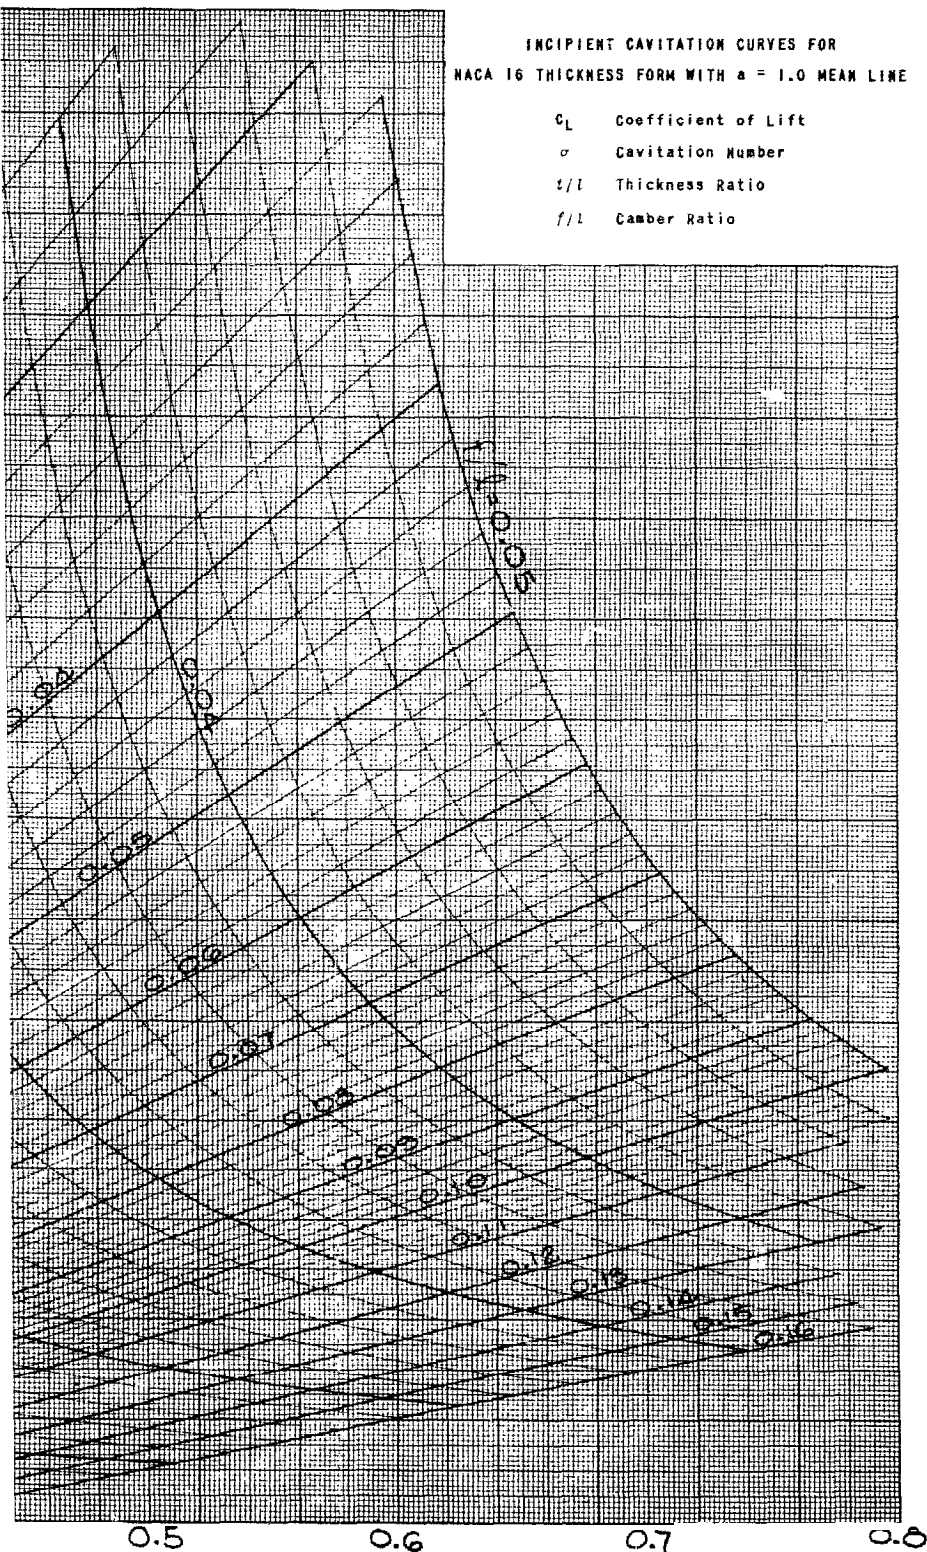 INCIPIENT CAVITATION CURVES FOR
NACA 16 THICKNESS FORM WITH a = 1.0 MEAN LINE
CL Coefficient of Lift
σ Cavitation Number
t/l Thickness Ratio
f/l Camber Ratio
f/l=0.05
0.04
0.04
0.05
0.06
0.07
0.08
0.09
0.10
0.11
0.12
0.13
0.14
0.15
0.16
0.5 0.6 0.7 0.8